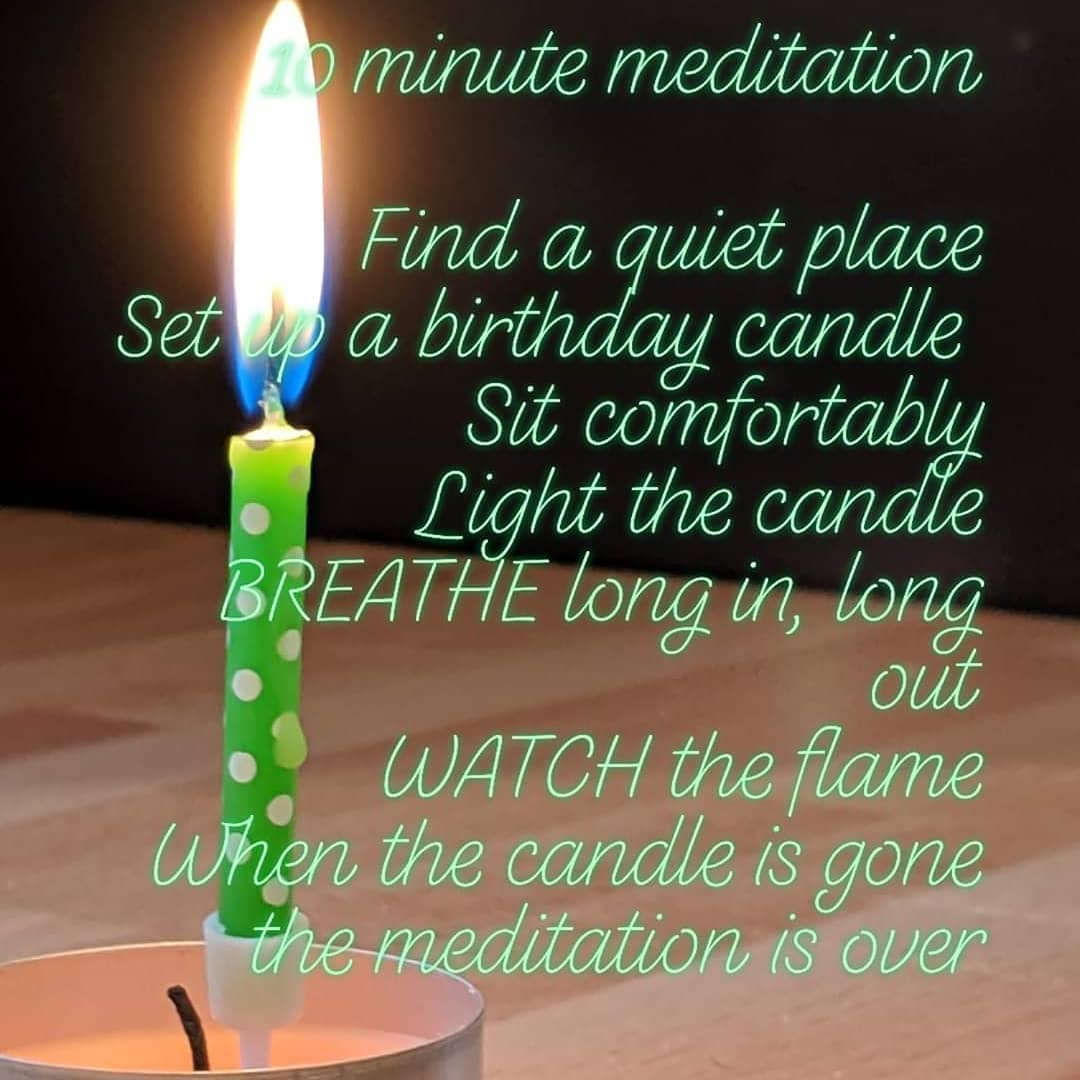 10 minute meditation
Find a quiet place
Set up a birthday candle
Sit comfortably
Light the candle
BREATHE long in, long
out
WATCH the flame
When the candle is gone
the meditation is over